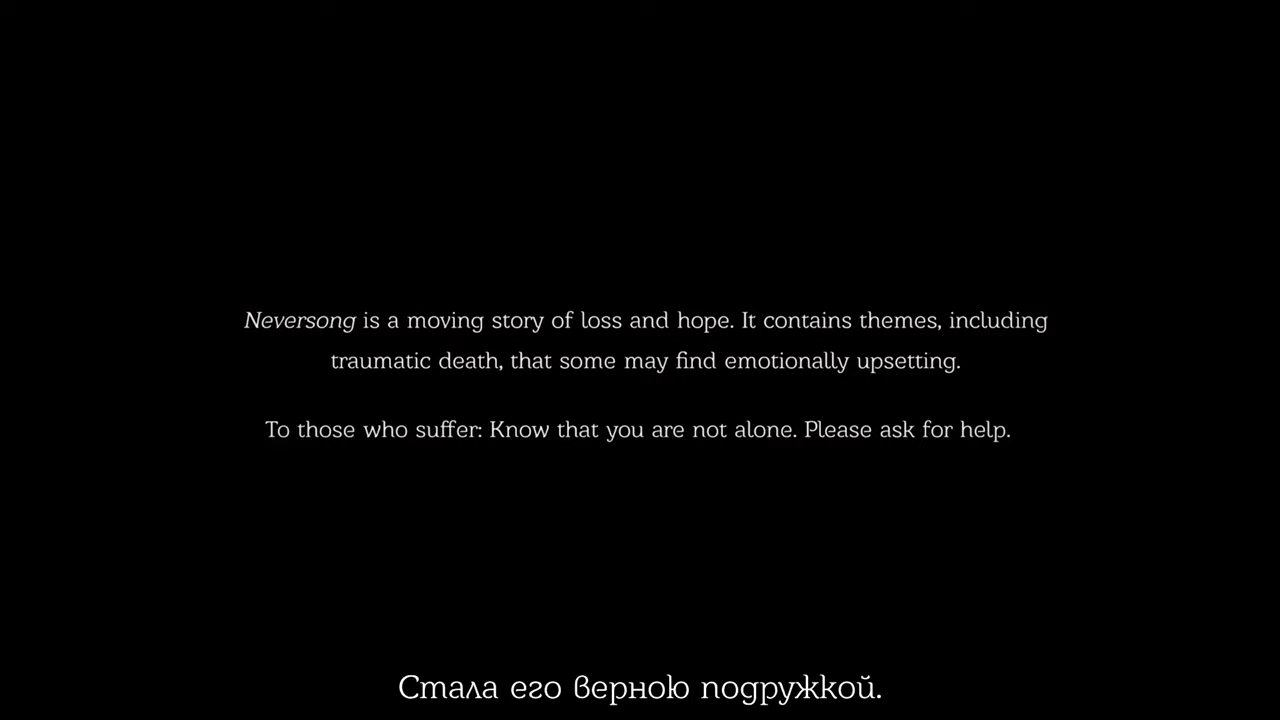 Neversong is a moving story of loss and hope. It contains themes, including
traumatic death, that some may find emotionally upsetting.
To those who suffer: Know that you are not alone. Please ask for help.
Стала его верною подружкой.